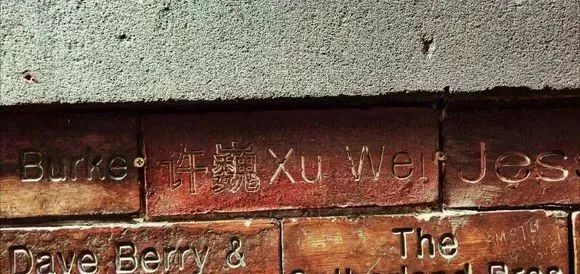 Burke 许巍 Xu Wei Jess
Dave Berry & The